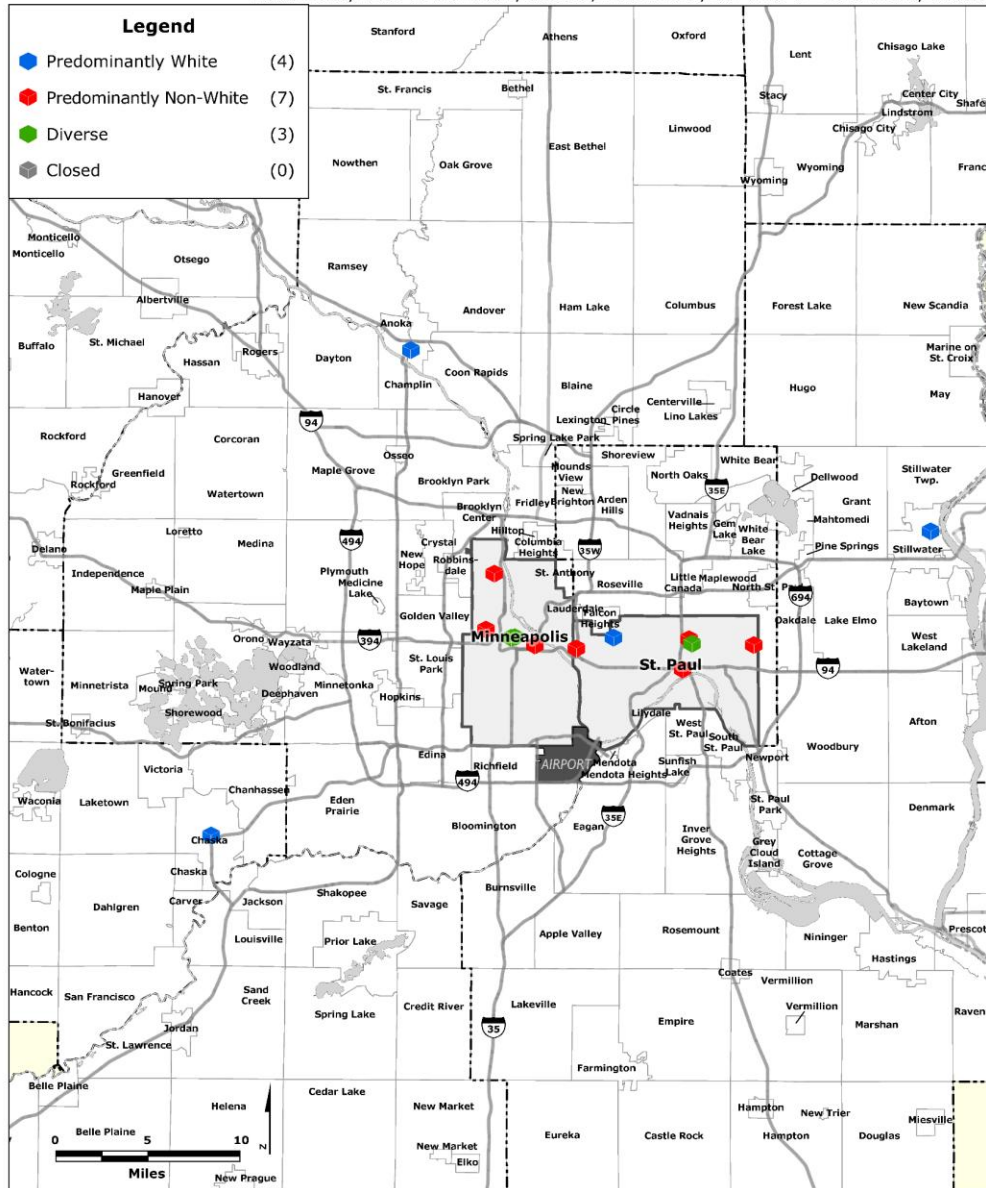 Legend
Predominantly White (4)
Predominantly Non-White (7)
Diverse (3)
Closed (0)
Stanford
Athens
Oxford
Lent
Chisago Lake
St. Francis
Bethel
Stacy
Center City
Lindstrom
Shafe
Chisago City
Linwood
Nowthen
Oak Grove
East Bethel
Wyoming
Wyoming
Franc
Monticello
Monticello
Otsego
Ramsey
Albertville
Andover
Ham Lake
Columbus
Forest Lake
New Scandia
Anoka
Buffalo
St. Michael
Hassan
Rogers
Dayton
Coon Rapids
Marine on
St. Croix
Champlin
Blaine
Hugo
May
Hanover
Centerville
Lino Lakes
Circle
Pines
Lexington
94
Rockford
Corcoran
Spring Lake Park
Osseo
Shoreview
White Bear
Greenfield
Rockford
Maple Grove
Mounds
View
North Oaks
Dellwood
Stillwater
Twp.
Brooklyn Park
35E
Watertown
New
Brighton
Arden
Hills
Grant
Fridley
Brooklyn
Center
Vadnais
Heights
Gem
Lake
White
Bear
Lake
Mahtomedi
Loretto
Medina
494
Crystal
Hilltop
Columbia
Heights
35W
Pine Springs
Stillwater
Delano
New
Hope
Robbins-
dale
Independence
Plymouth
Medicine
Lake
St. Anthony
Roseville
Little
Canada
Maplewood
North St. P
694
Maple Plain
Baytown
Golden Valley
Lauderdale
Falcon
Heights
Oakdale
Lake Elmo
Orono
Wayzata
394
Minneapolis
West
Lakeland
Water-
town
Woodland
St. Louis
Park
St. Paul
94
Minnetrista
Spring Park
Mound
Deephaven
Minnetonka
Hopkins
Shorewood
Lilydale
St. Bonifacius
West
St. Paul
South
St. Paul
Afton
Woodbury
Edina
Richfield
AIRPORT
Mendota
Mendota Heights
Sunfish
Lake
Newport
Victoria
494
Chanhassen
Waconia
Laketown
Eden
Prairie
35E
St. Paul
Park
Denmark
Bloomington
Eagan
Chaska
Inver
Grove
Heights
Grey
Cloud
Island
Cottage
Grove
Cologne
Chaska
Burnsville
Shakopee
Carver
Jackson
Savage
Dahlgren
Benton
Louisville
Prior Lake
Apple Valley
Rosemount
Nininger
Prescot
Hastings
Coates
Vermillion
Hancock
San Francisco
Sand
Creek
Spring Lake
Credit River
Lakeville
Vermillion
Raven
Jordan
35
Empire
Marshan
St. Lawrence
Farmington
Belle Plaine
Cedar Lake
Helena
New Market
Hampton
New Trier
Miesville
Belle Plaine
Eureka
Castle Rock
Hampton
Douglas
0 5 10
Miles
N
New Market
Elko
New Prague